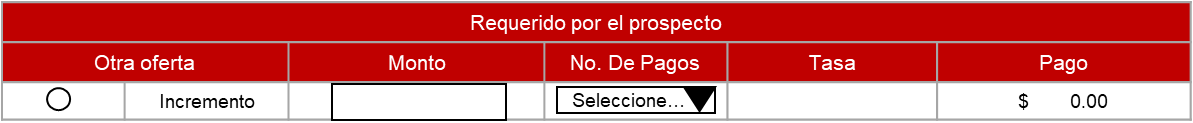 Requerido por el prospecto
Otra oferta Monto No. De Pagos Tasa Pago
Incremento Seleccione... $ 0.00